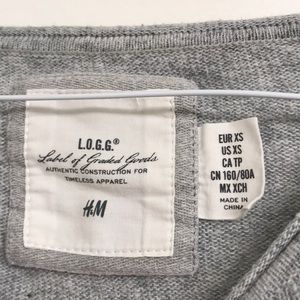 L.O.G.G.®
Label of Graded Goods
AUTHENTIC CONSTRUCTION FOR
TIMELESS APPAREL
H&M
EUR XS
US XS
CA TP
CN 160/80A
MX XCH
MADE IN
CHINA